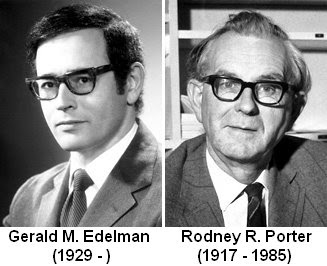 Gerald M. Edelman
(1929 - )
Rodney R. Porter
(1917 - 1985)